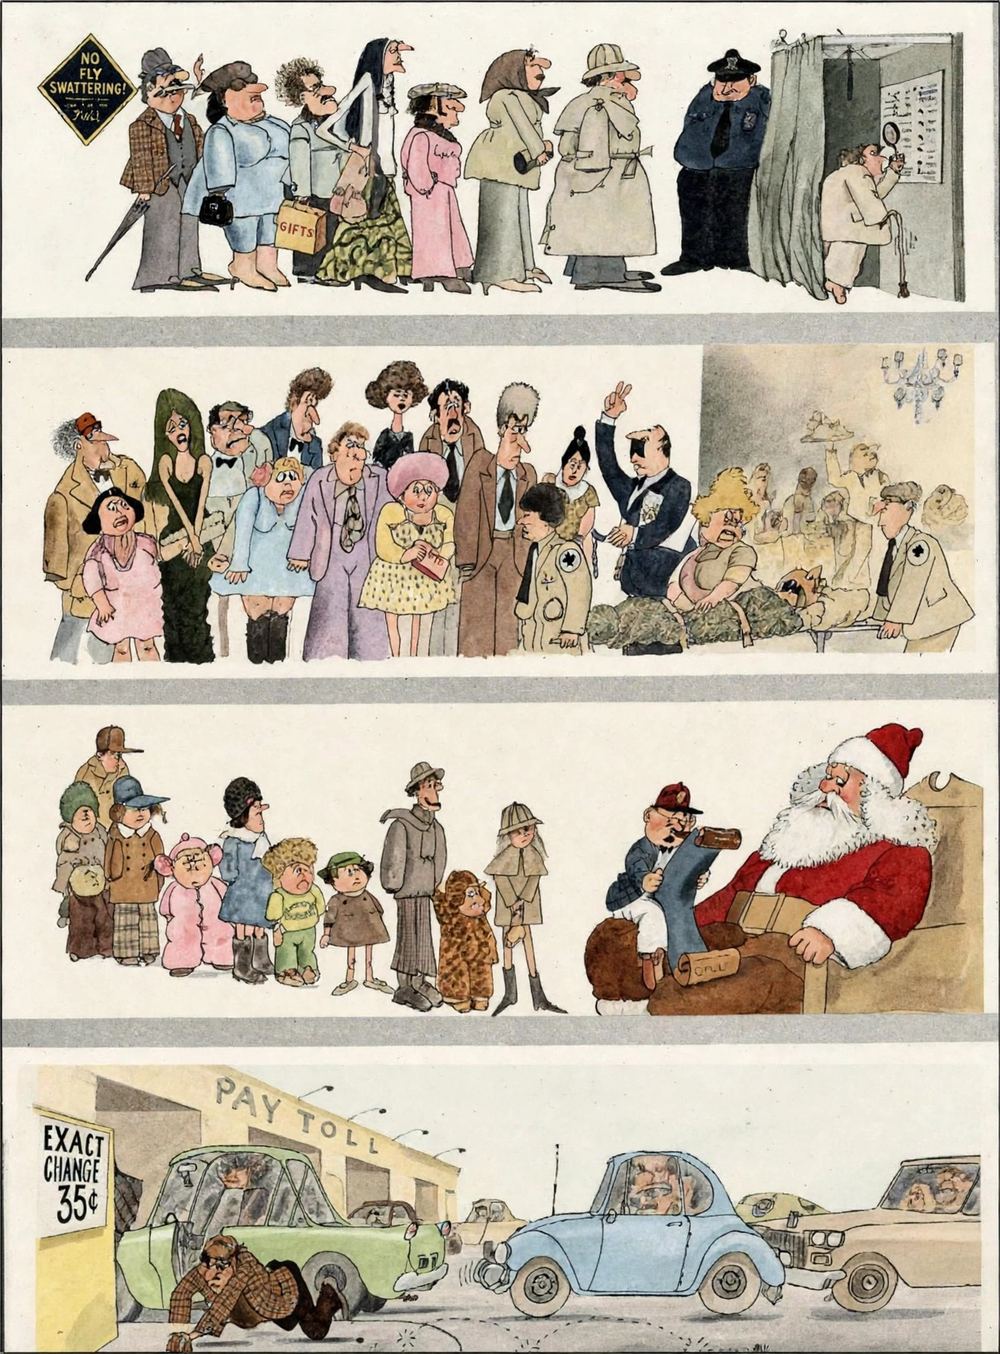 NO
FLY
SWATTERING!
GIFTS
PAY TOLL
EXACT
CHANGE
35¢